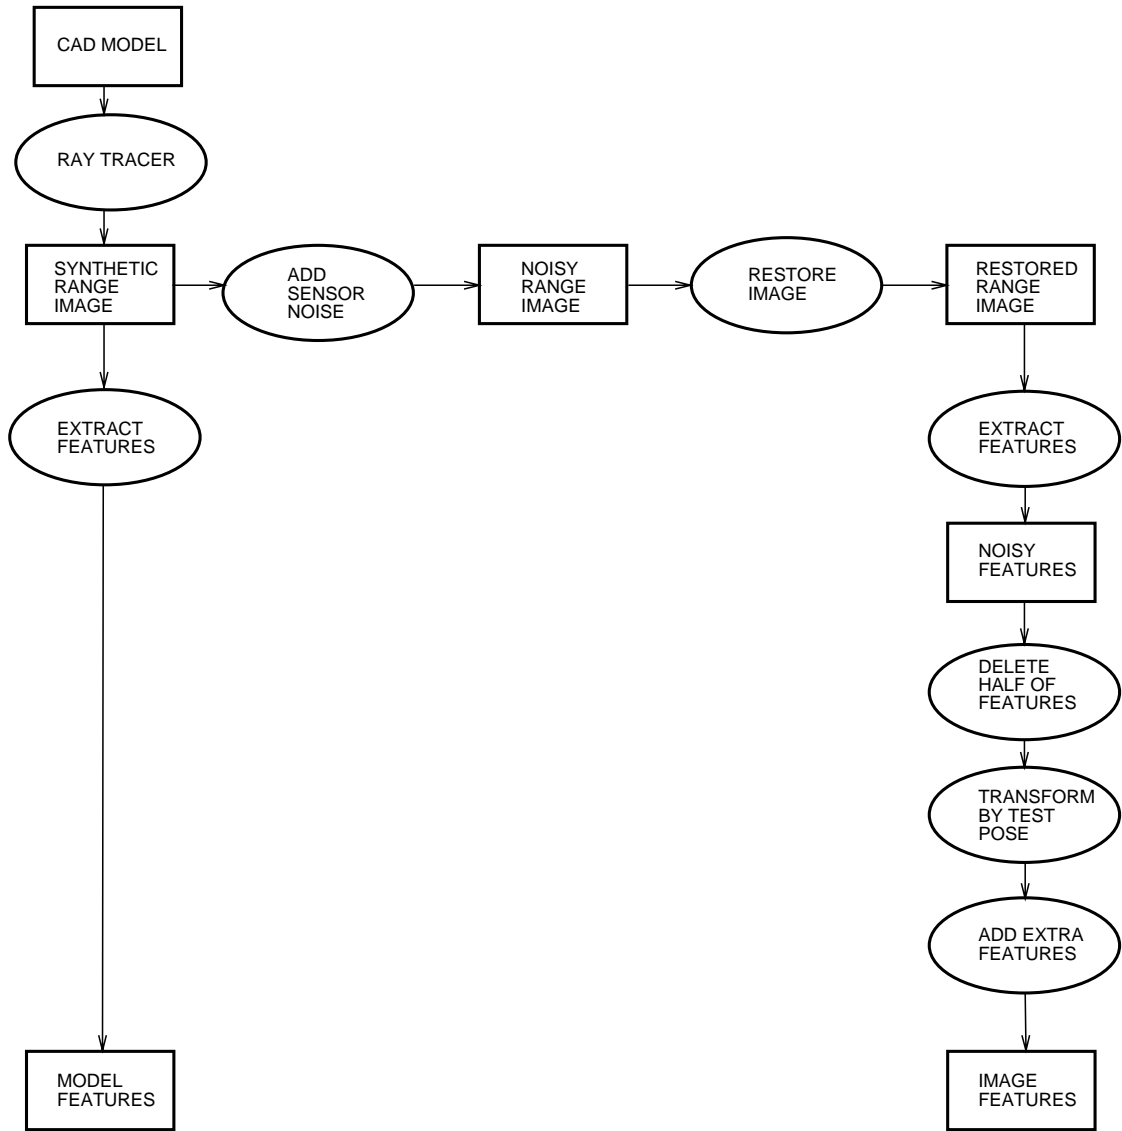 CAD MODEL
RAY TRACER
SYNTHETIC
RANGE
IMAGE
ADD
SENSOR
NOISE
NOISY
RANGE
IMAGE
RESTORE
IMAGE
RESTORED
RANGE
IMAGE
EXTRACT
FEATURES
EXTRACT
FEATURES
NOISY
FEATURES
DELETE
HALF OF
FEATURES
TRANSFORM
BY TEST
POSE
ADD EXTRA
FEATURES
MODEL
FEATURES
IMAGE
FEATURES